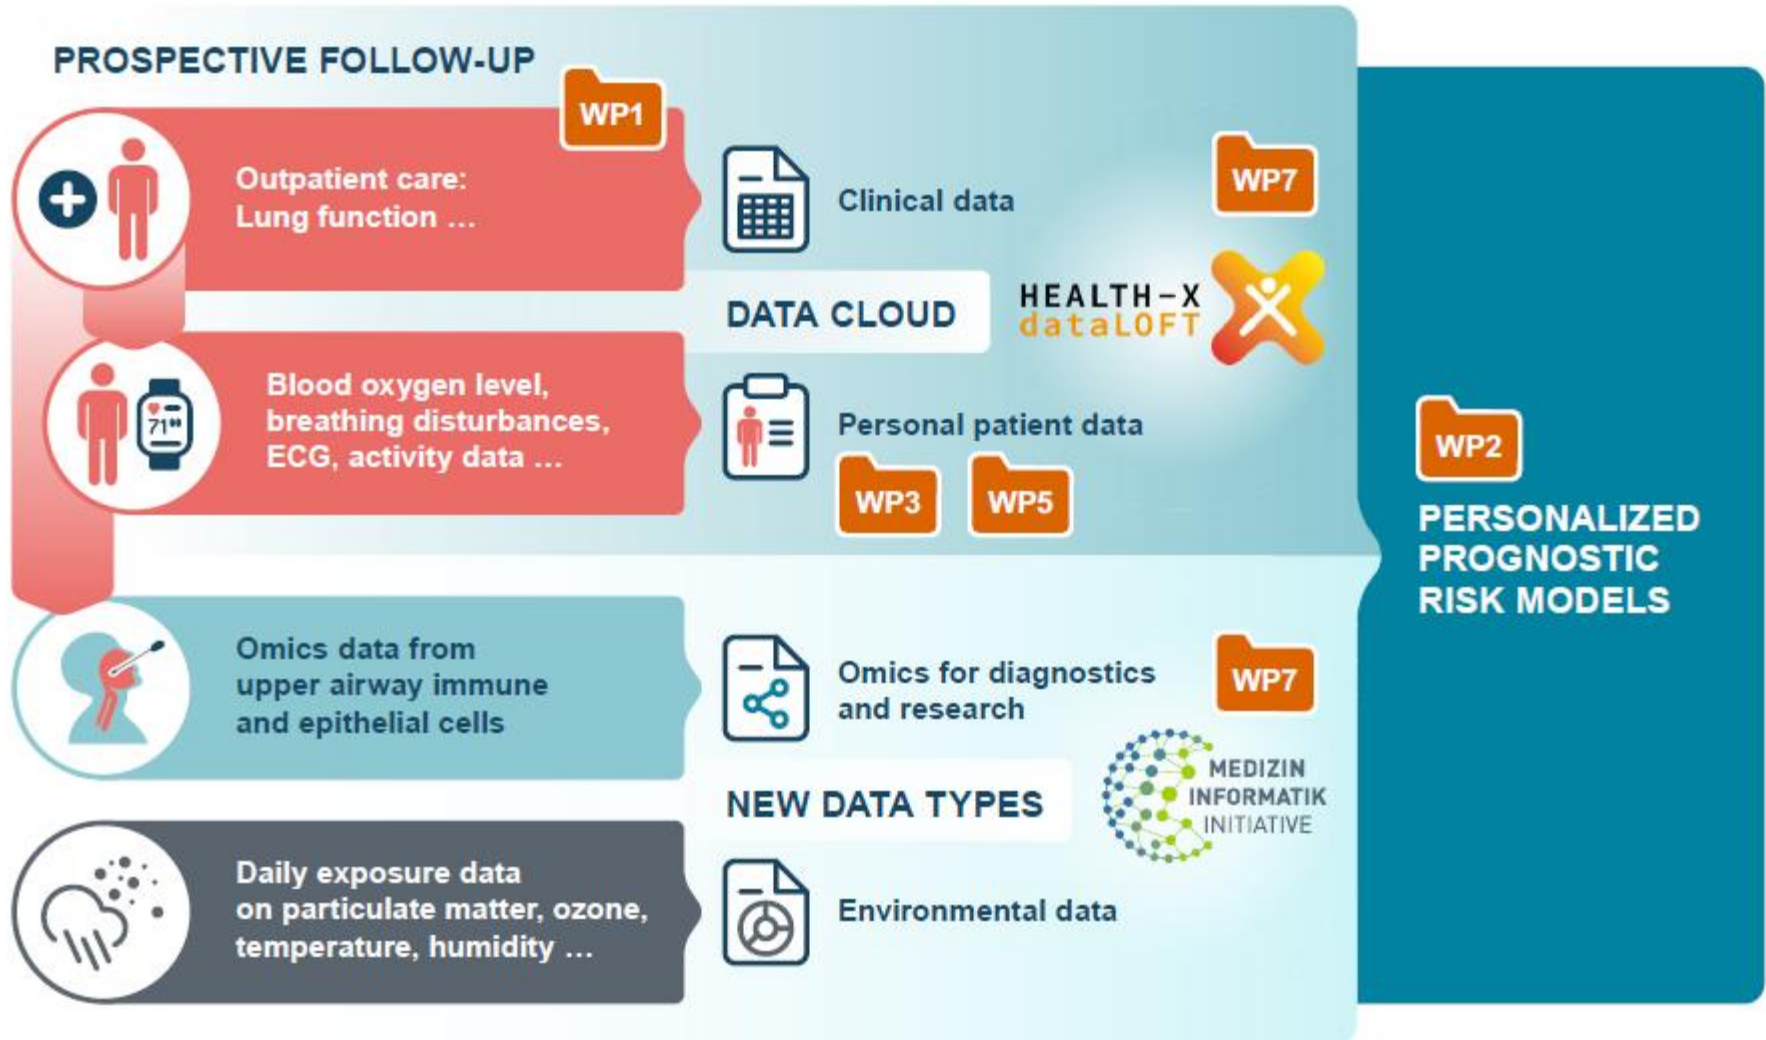 PROSPECTIVE FOLLOW-UP
WP1
Outpatient care:
Lung function ...
Clinical data
WP7
DATA CLOUD
HEALTH-X
dataLOFT
71
Blood oxygen level,
breathing disturbances,
ECG, activity data ...
Personal patient data
WP3
WP5
WP2
PERSONALIZED
PROGNOSTIC
RISK MODELS
Omics data from
upper airway immune
and epithelial cells
Omics for diagnostics
and research
WP7
NEW DATA TYPES
MEDIZIN
INFORMATIK
INITIATIVE
Daily exposure data
on particulate matter, ozone,
temperature, humidity ...
Environmental data